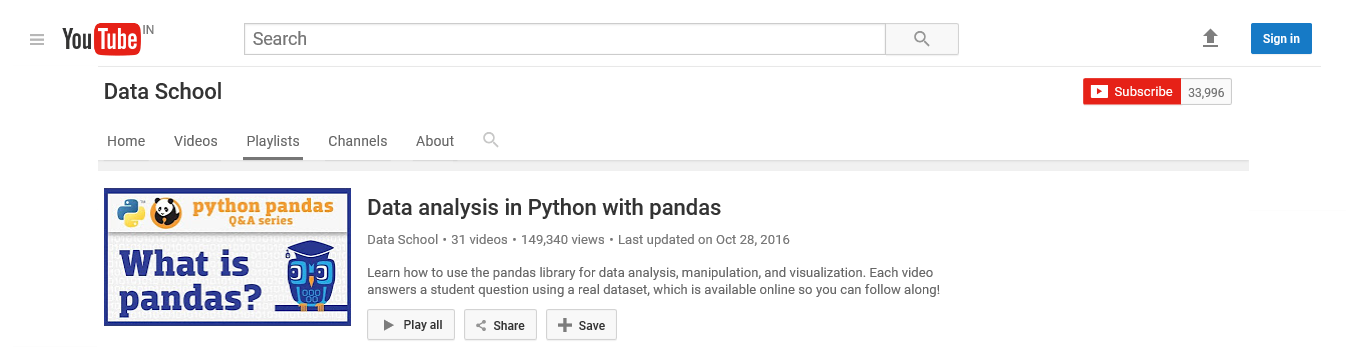 YouTube IN
Search
Sign in
Data School
Subscribe 33,996
Home Videos Playlists Channels About
python pandas
Q&A series
What is
pandas?
Data analysis in Python with pandas
Data School • 31 videos • 149,340 views • Last updated on Oct 28, 2016
Learn how to use the pandas library for data analysis, manipulation, and visualization. Each video
answers a student question using a real dataset, which is available online so you can follow along!
Play all Share Save